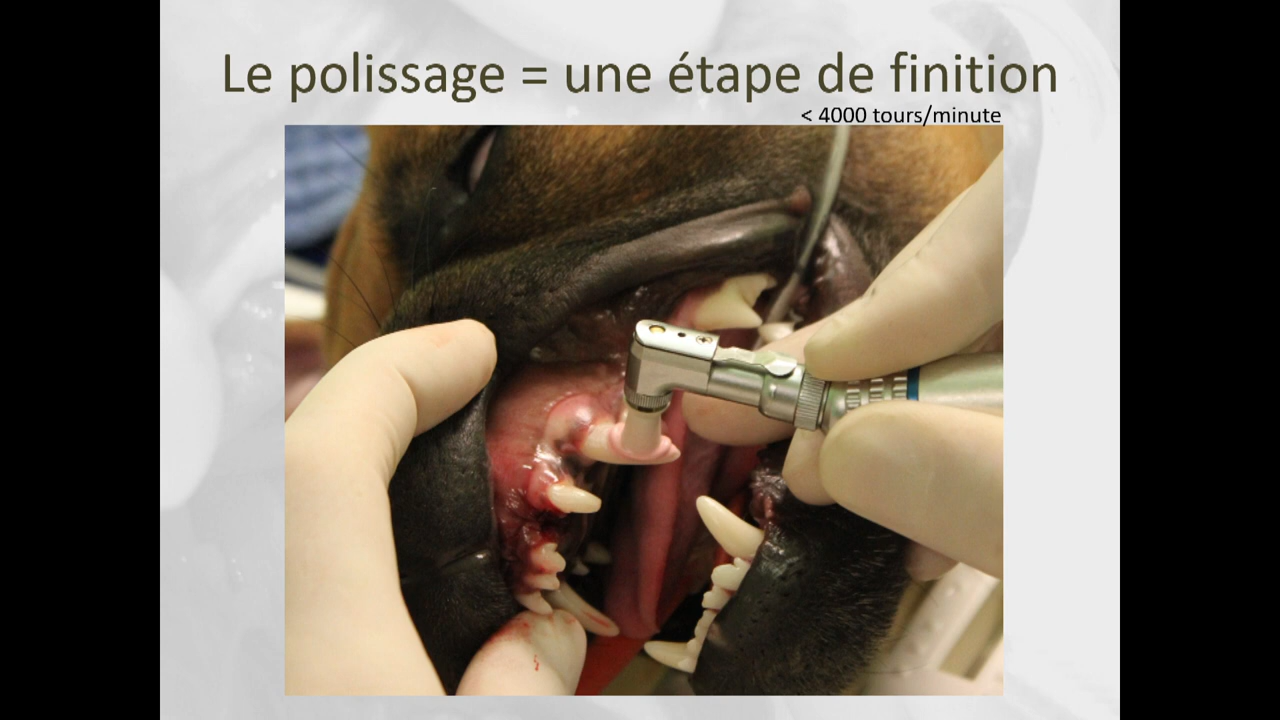 Le polissage = une étape de finition
< 4000 tours/minute